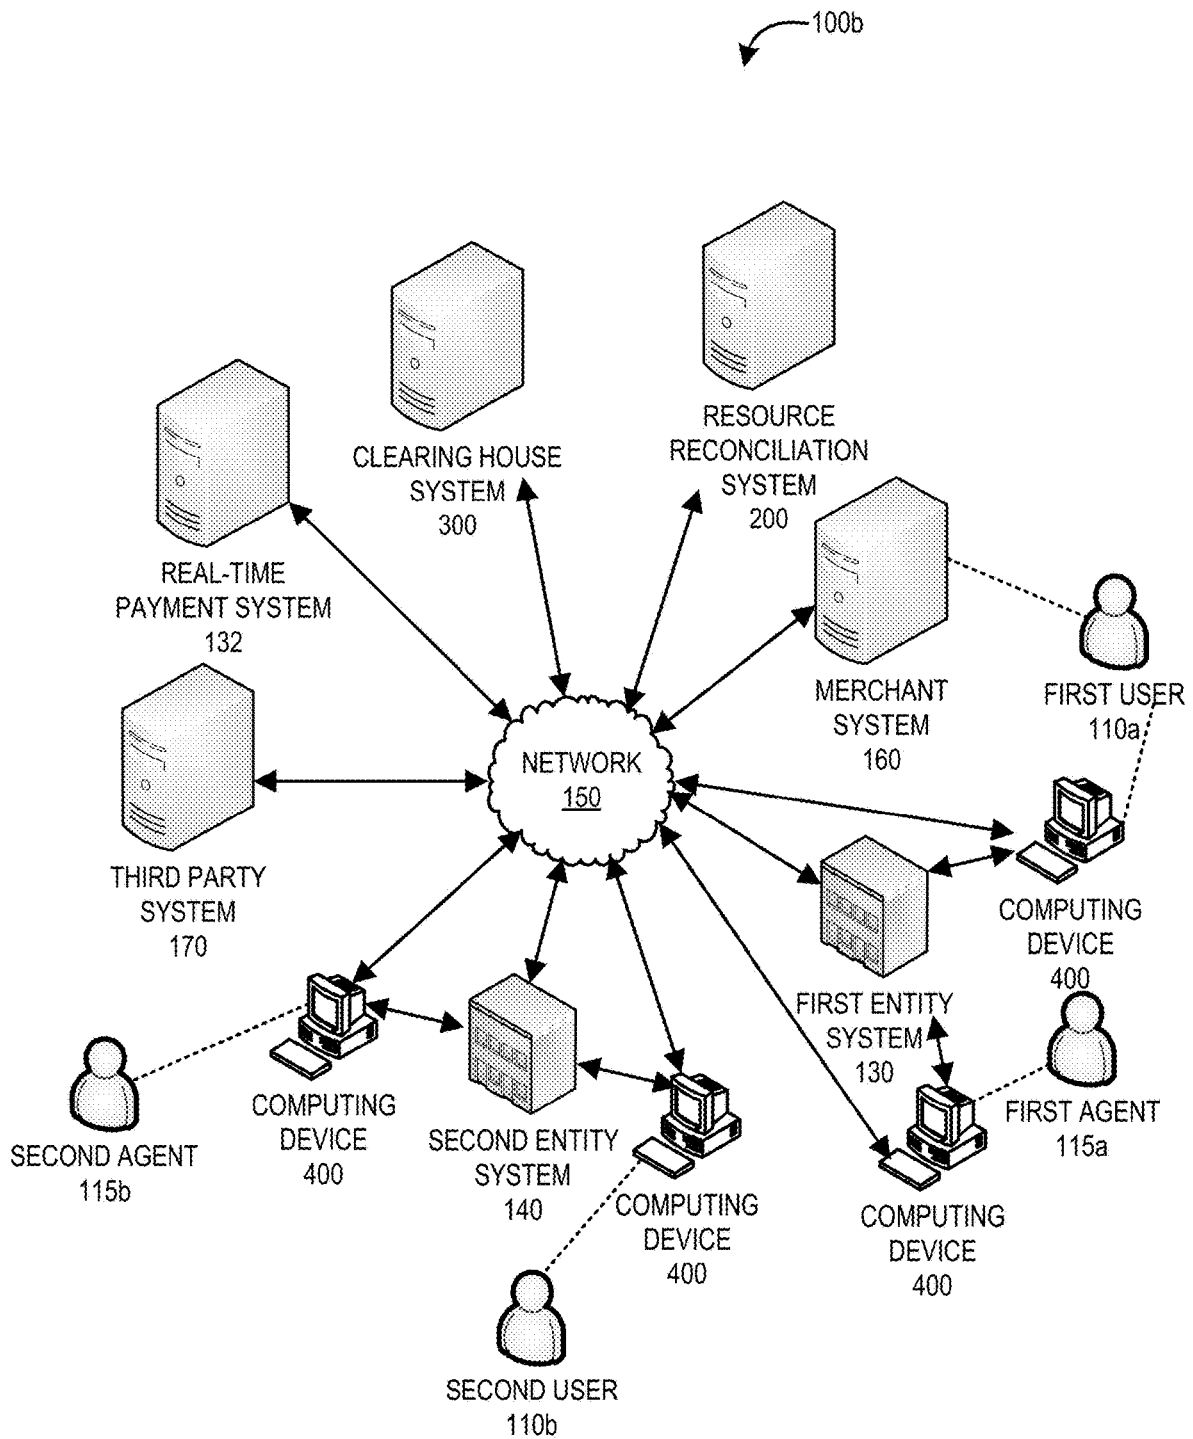 100b
RESOURCE
RECONCILIATION
SYSTEM
200
CLEARING HOUSE
SYSTEM
300
REAL-TIME
PAYMENT SYSTEM
132
MERCHANT
SYSTEM
160
FIRST USER
110a
NETWORK
150
THIRD PARTY
SYSTEM
170
COMPUTING
DEVICE
400
FIRST ENTITY
SYSTEM
130
FIRST AGENT
115a
COMPUTING
DEVICE
400
SECOND AGENT
115b
COMPUTING
DEVICE
400
SECOND ENTITY
SYSTEM
140
COMPUTING
DEVICE
400
SECOND USER
110b